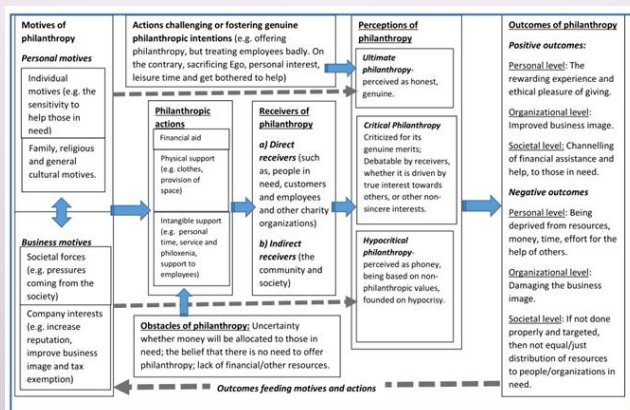 Motives of
philanthropy
Personal motives
Individual
motives (e.g. the
sensitivity to
help those in
need)
Family, religious
and general
cultural motives.
Business motives
Societal forces
(e.g. pressures
coming from the
society)
Company interests
(e.g. increase
reputation,
improve business
image and tax
exemption)
Actions challenging or fostering genuine
philanthropic intentions (e.g. offering
philanthropy, but treating employees badly. On
the contrary, sacrificing Ego, personal interest,
leisure time and get bothered to help)
Philanthropic
actions
Financial aid
Physical support
(e.g. clothes,
provision of
space)
Intangible support
(e.g. personal
time, service and
philoxenia,
support to
employees)
Receivers of
philanthropy
a) Direct
receivers (such
as, people in
need, customers
and employees
and other charity
organizations)
b) Indirect
receivers (the
community and
society)
Obstacles of philanthropy: Uncertainty
whether money will be allocated to those in
need; the belief that there is no need to offer
philanthropy; lack of financial/other resources.
Perceptions of
philanthropy
Ultimate
philanthropy-
perceived as honest,
genuine.
Critical Philanthropy
Criticized for its
genuine merits;
Debatable by receivers,
whether it is driven by
true interest towards
others, or other non-
sincere interests.
Hypocritical
philanthropy-
perceived as phoney,
being based on non-
philanthropic values,
founded on hypocrisy.
Outcomes of philanthropy
Positive outcomes:
Personal level: The
rewarding experience and
ethical pleasure of giving.
Organizational level:
Improved business image.
Societal level: Channelling
of financial assistance and
help, to those in need.
Negative outcomes
Personal level: Being
deprived from resources,
money, time, effort for the
help of others.
Organizational level:
Damaging the business
image.
Societal level: If not done
properly and targeted,
then not equal/just
distribution of resources
to people/organizations in
need.
Outcomes feeding motives and actions